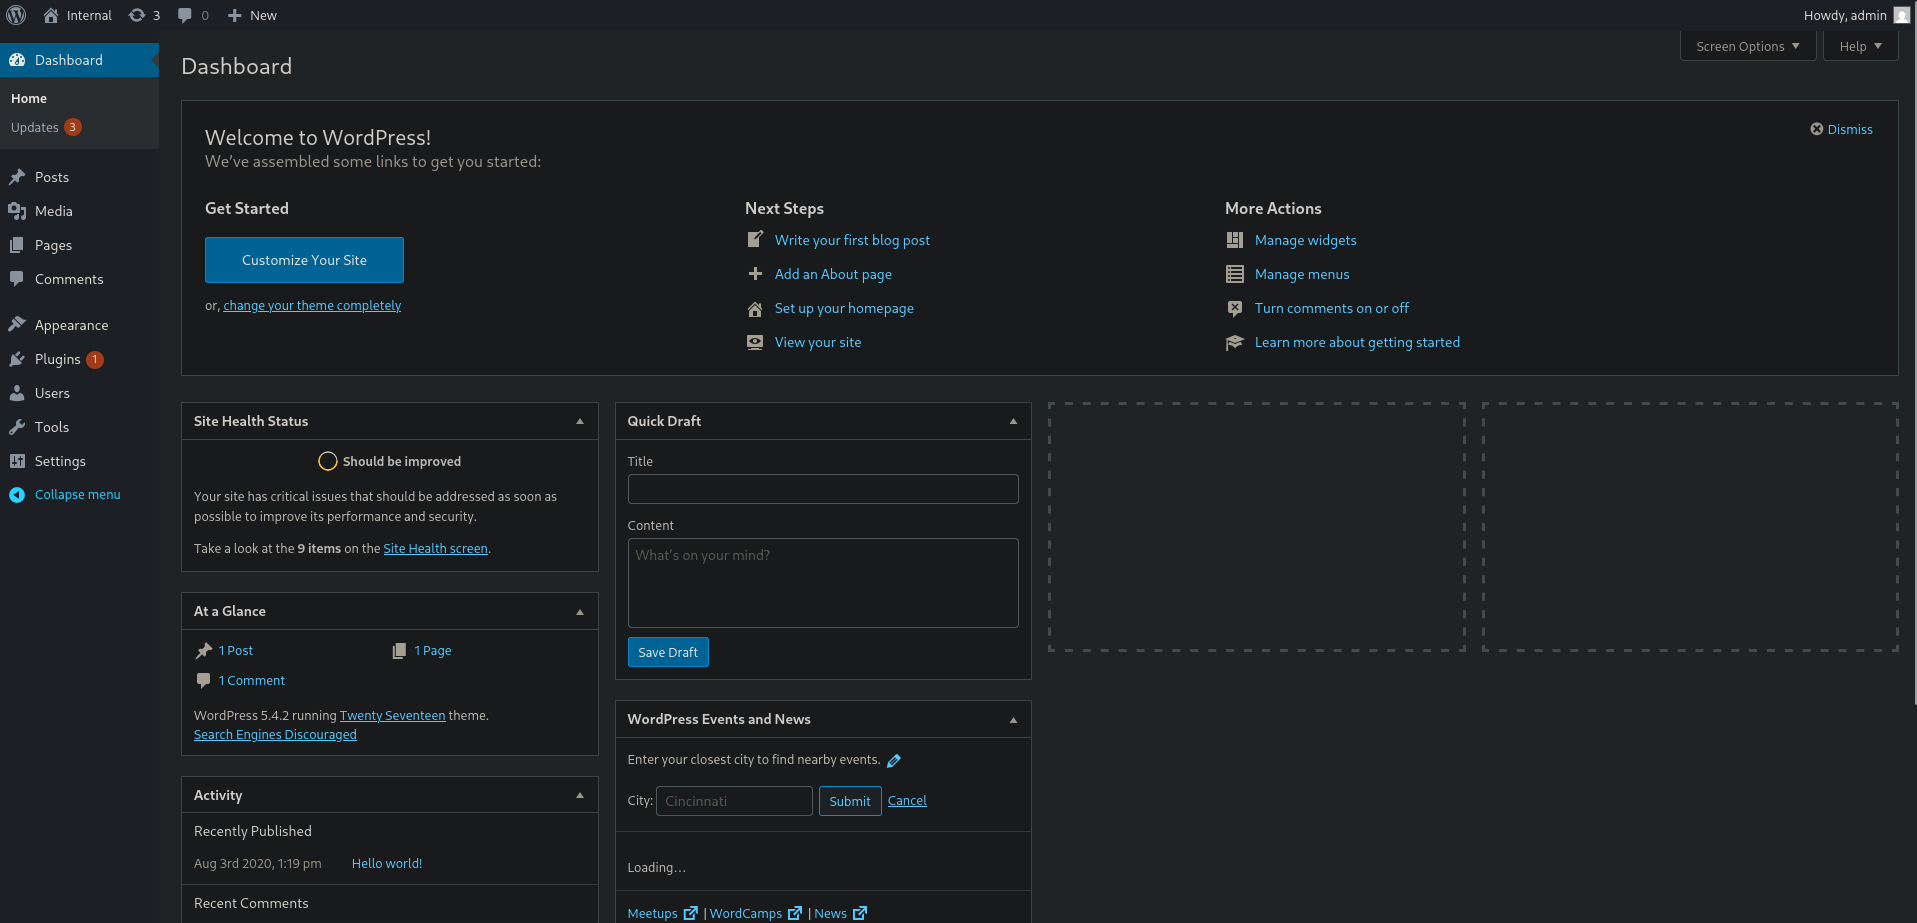 Internal 3 0 New Howdy, admin
Dashboard
Home
Updates 3
Posts
Media
Pages
Comments
Appearance
Plugins 1
Users
Tools
Settings
Collapse menu
Screen Options Help
Dashboard
Welcome to WordPress!
Dismiss
We've assembled some links to get you started:
Get Started
Customize Your Site
or, change your theme completely
Next Steps
Write your first blog post
Add an About page
Set up your homepage
View your site
More Actions
Manage widgets
Manage menus
Turn comments on or off
Learn more about getting started
Site Health Status
Should be improved
Your site has critical issues that should be addressed as soon as
possible to improve its performance and security.
Take a look at the 9 items on the Site Health screen.
At a Glance
1 Post 1 Page
1 Comment
WordPress 5.4.2 running Twenty Seventeen theme.
Search Engines Discouraged
Activity
Recently Published
Aug 3rd 2020, 1:19 pm Hello world!
Recent Comments
Quick Draft
Title
Content
What's on your mind?
Save Draft
WordPress Events and News
Enter your closest city to find nearby events.
City: Cincinnati Submit Cancel
Loading…
Meetups | WordCamps | News